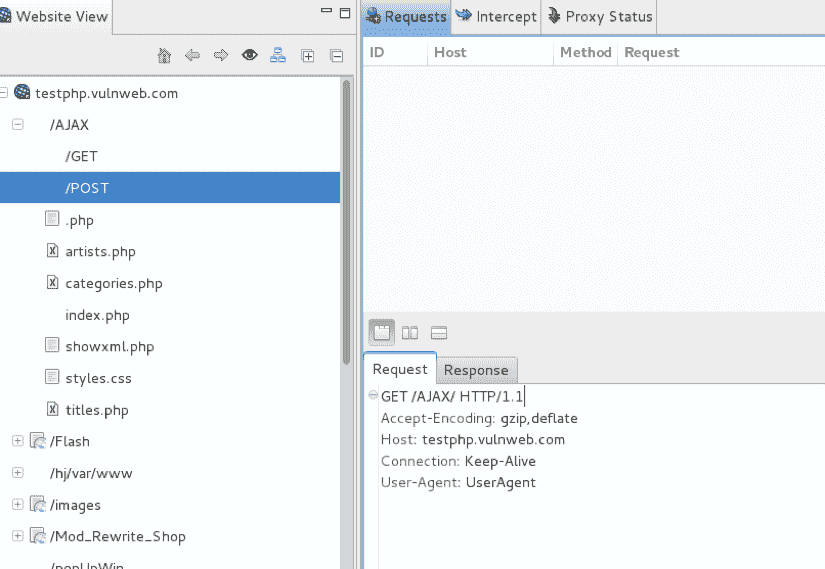 Website View
testphp.vulnweb.com
/AJAX
/GET
/POST
.php
artists.php
categories.php
index.php
showxml.php
styles.css
titles.php
/Flash
/hj/var/www
/images
/Mod_Rewrite_Shop
/popUpWin
Requests Intercept Proxy Status
ID Host Method Request
Request Response
GET /AJAX/ HTTP/1.1
Accept-Encoding: gzip,deflate
Host: testphp.vulnweb.com
Connection: Keep-Alive
User-Agent: UserAgent